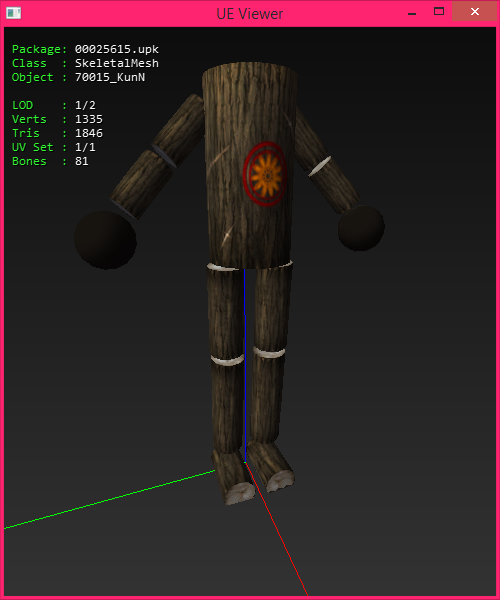 UE Viewer
Package: 00025615.upk
Class  : SkeletalMesh
Object : 70015_KunN
LOD    : 1/2
Verts  : 1335
Tris   : 1846
UV Set : 1/1
Bones  : 81